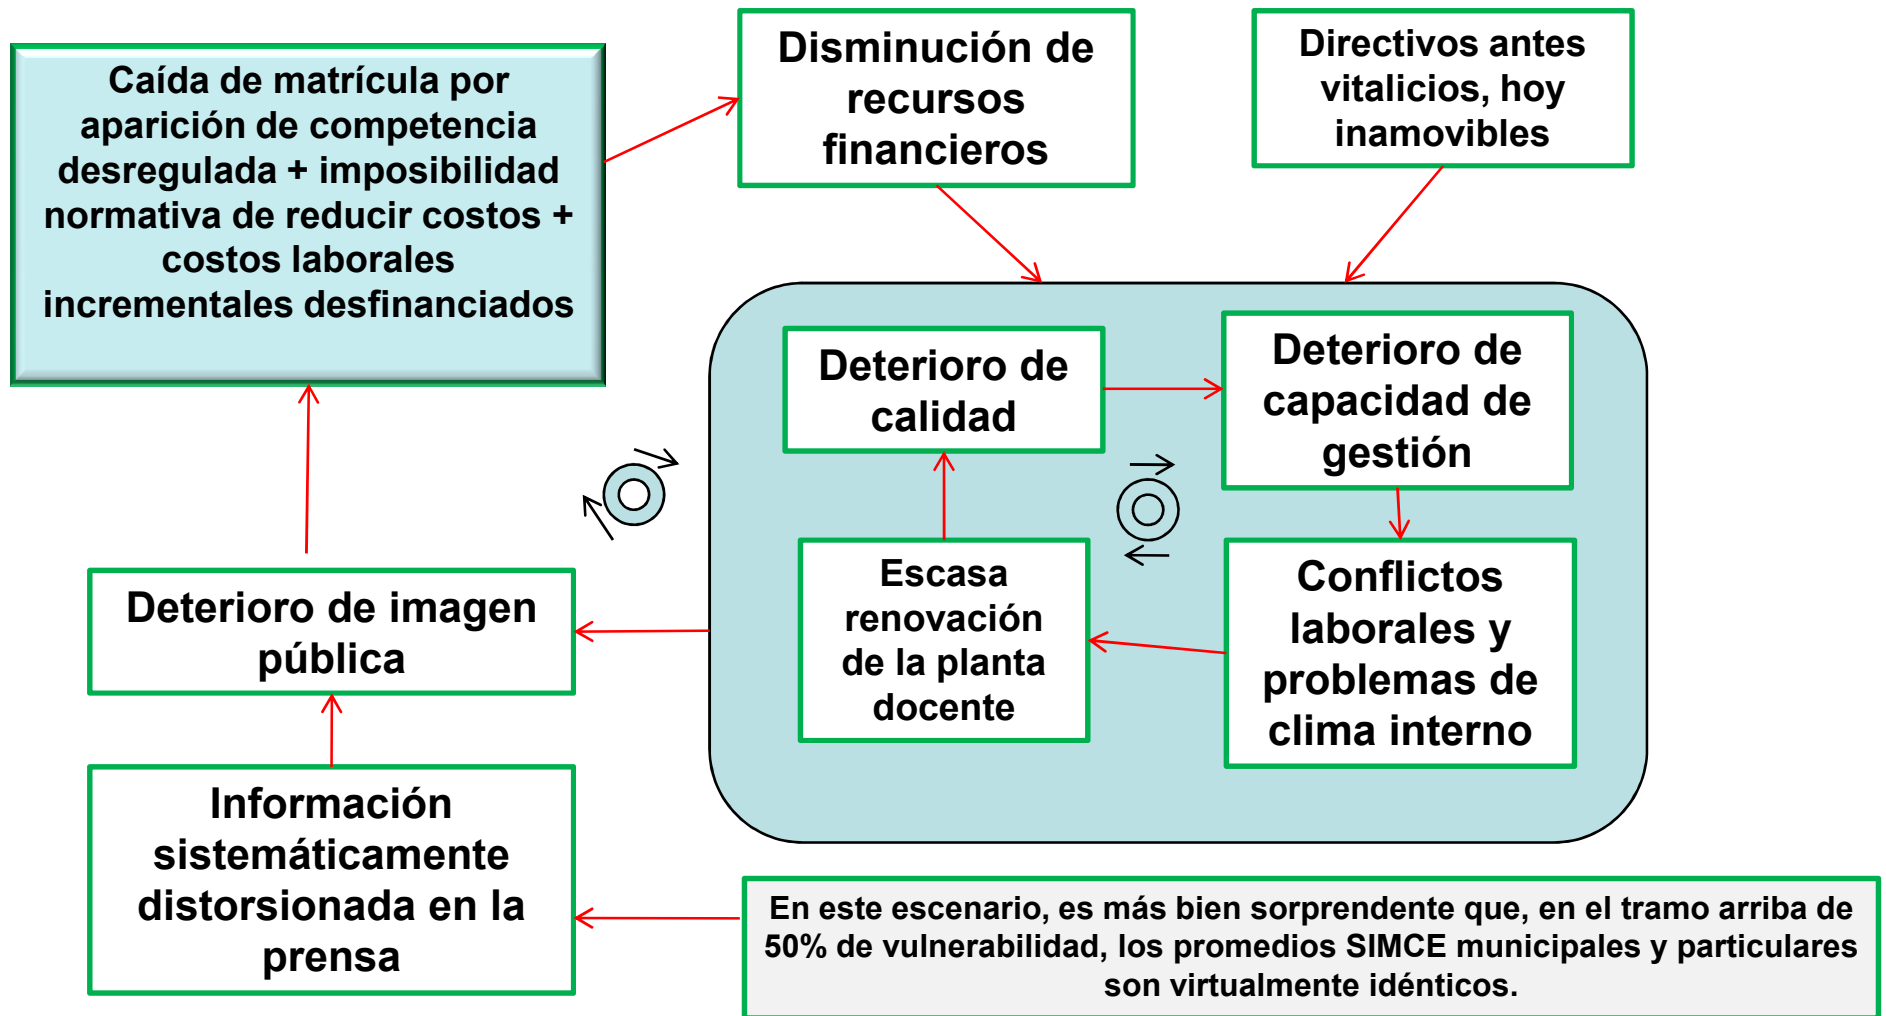 Caída de matrícula por
aparición de competencia
desregulada + imposibilidad
normativa de reducir costos +
costos laborales
incrementales desfinanciados
Disminución de
recursos
financieros
Directivos antes
vitalicios, hoy
inamovibles
Deterioro de
calidad
Deterioro de
capacidad de
gestión
Escasa
renovación
de la planta
docente
Conflictos
laborales y
problemas de
clima interno
Deterioro de imagen
pública
Información
sistemáticamente
distorsionada en la
prensa
En este escenario, es más bien sorprendente que, en el tramo arriba de
50% de vulnerabilidad, los promedios SIMCE municipales y particulares
son virtualmente idénticos.